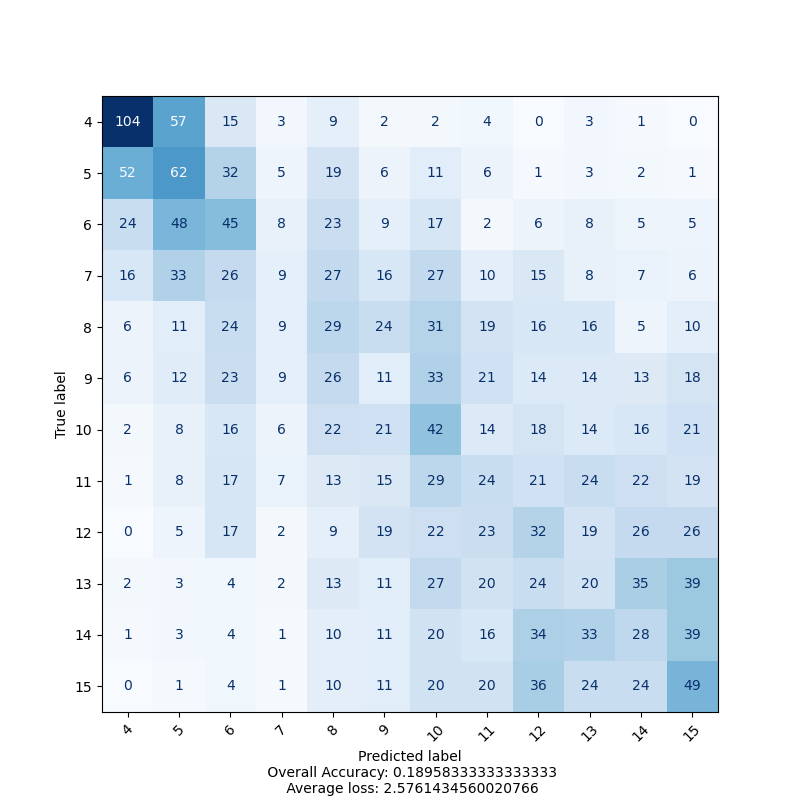 4 104 57 15 3 9 2 2 4 0 3 1 0
5 52 62 32 5 19 6 11 6 1 3 2 1
6 24 48 45 8 23 9 17 2 6 8 5 5
7 16 33 26 9 27 16 27 10 15 8 7 6
8 6 11 24 9 29 24 31 19 16 16 5 10
9 6 12 23 9 26 11 33 21 14 14 13 18
True label
10 2 8 16 6 22 21 42 14 18 14 16 21
11 1 8 17 7 13 15 29 24 21 24 22 19
12 0 5 17 2 9 19 22 23 32 19 26 26
13 2 3 4 2 13 11 27 20 24 20 35 39
14 1 3 4 1 10 11 20 16 34 33 28 39
15 0 1 4 1 10 11 20 20 36 24 24 49
4 5 6 7 8 9 10 11 12 13 14 15
Predicted label
Overall Accuracy: 0.18958333333333333
Average loss: 2.5761434560020766